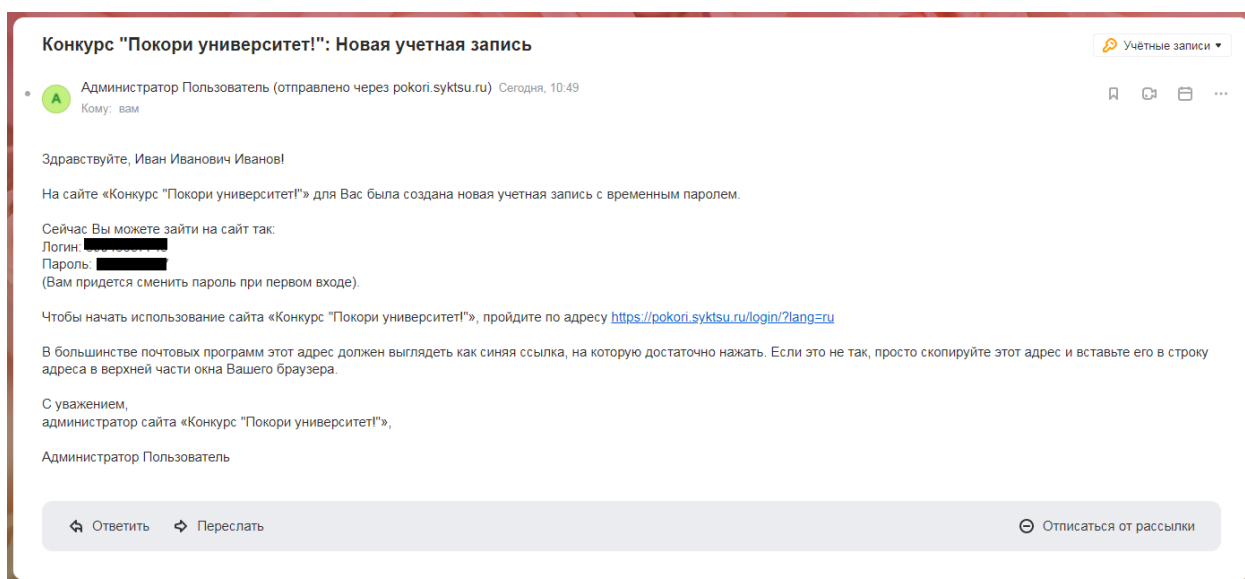 Конкурс "Покори университет!": Новая учетная запись
Учётные записи
А
Администратор Пользователь (отправлено через pokori.syktsu.ru) Сегодня, 10:49
Кому: вам
Здравствуйте, Иван Иванович Иванов!
На сайте «Конкурс "Покори университет!"» для Вас была создана новая учетная запись с временным паролем.
Сейчас Вы можете зайти на сайт так:
Логин:
Пароль:
(Вам придется сменить пароль при первом входе).
Чтобы начать использование сайта «Конкурс "Покори университет!"», пройдите по адресу https://pokori.syktsu.ru/login/?lang=ru
В большинстве почтовых программ этот адрес должен выглядеть как синяя ссылка, на которую достаточно нажать. Если это не так, просто скопируйте этот адрес и вставьте его в строку
адреса в верхней части окна Вашего браузера.
С уважением,
администратор сайта «Конкурс "Покори университет!"»,
Администратор Пользователь
Ответить Переслать Отписаться от рассылки